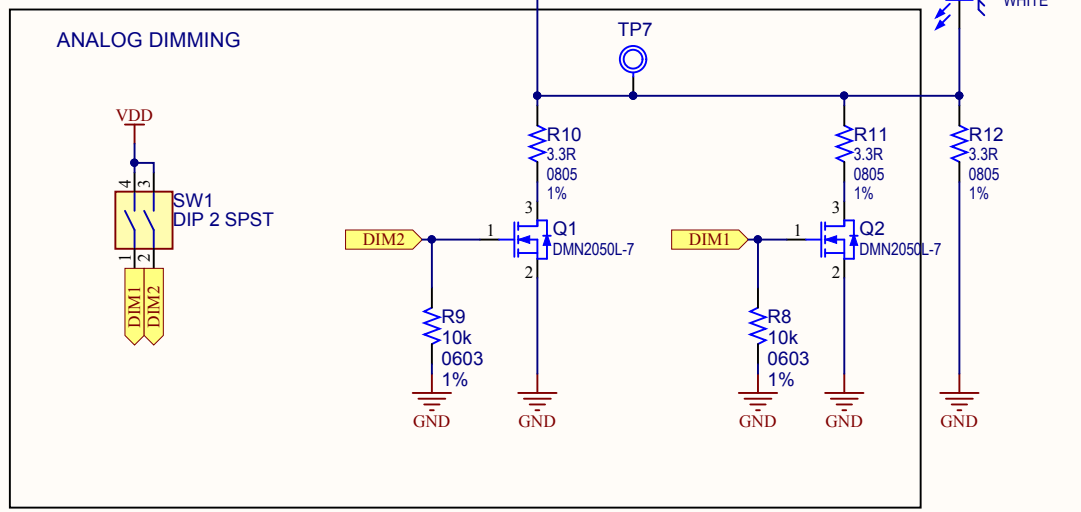 WHITE
ANALOG DIMMING
TP7
VDD
4
3
SW1
DIP 2 SPST
1
2
DIM1
DIM2
R10
3.3R
0805
1%
R11
3.3R
0805
1%
R12
3.3R
0805
1%
DIM2
1
3
Q1
DMN2050L-7
2
DIM1
1
3
Q2
DMN2050L-7
2
R9
10k
0603
1%
R8
10k
0603
1%
GND
GND
GND
GND
GND